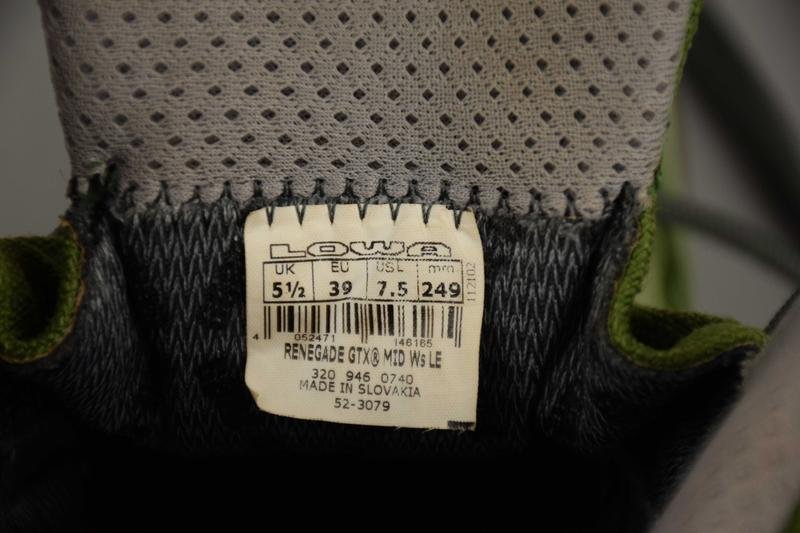 LOWA
UK EU USL mm
5½ 39 7.5 249
112102
4 052471 146165
RENEGADE GTX® MID Ws LE
320 946 0740
MADE IN SLOVAKIA
52-3079